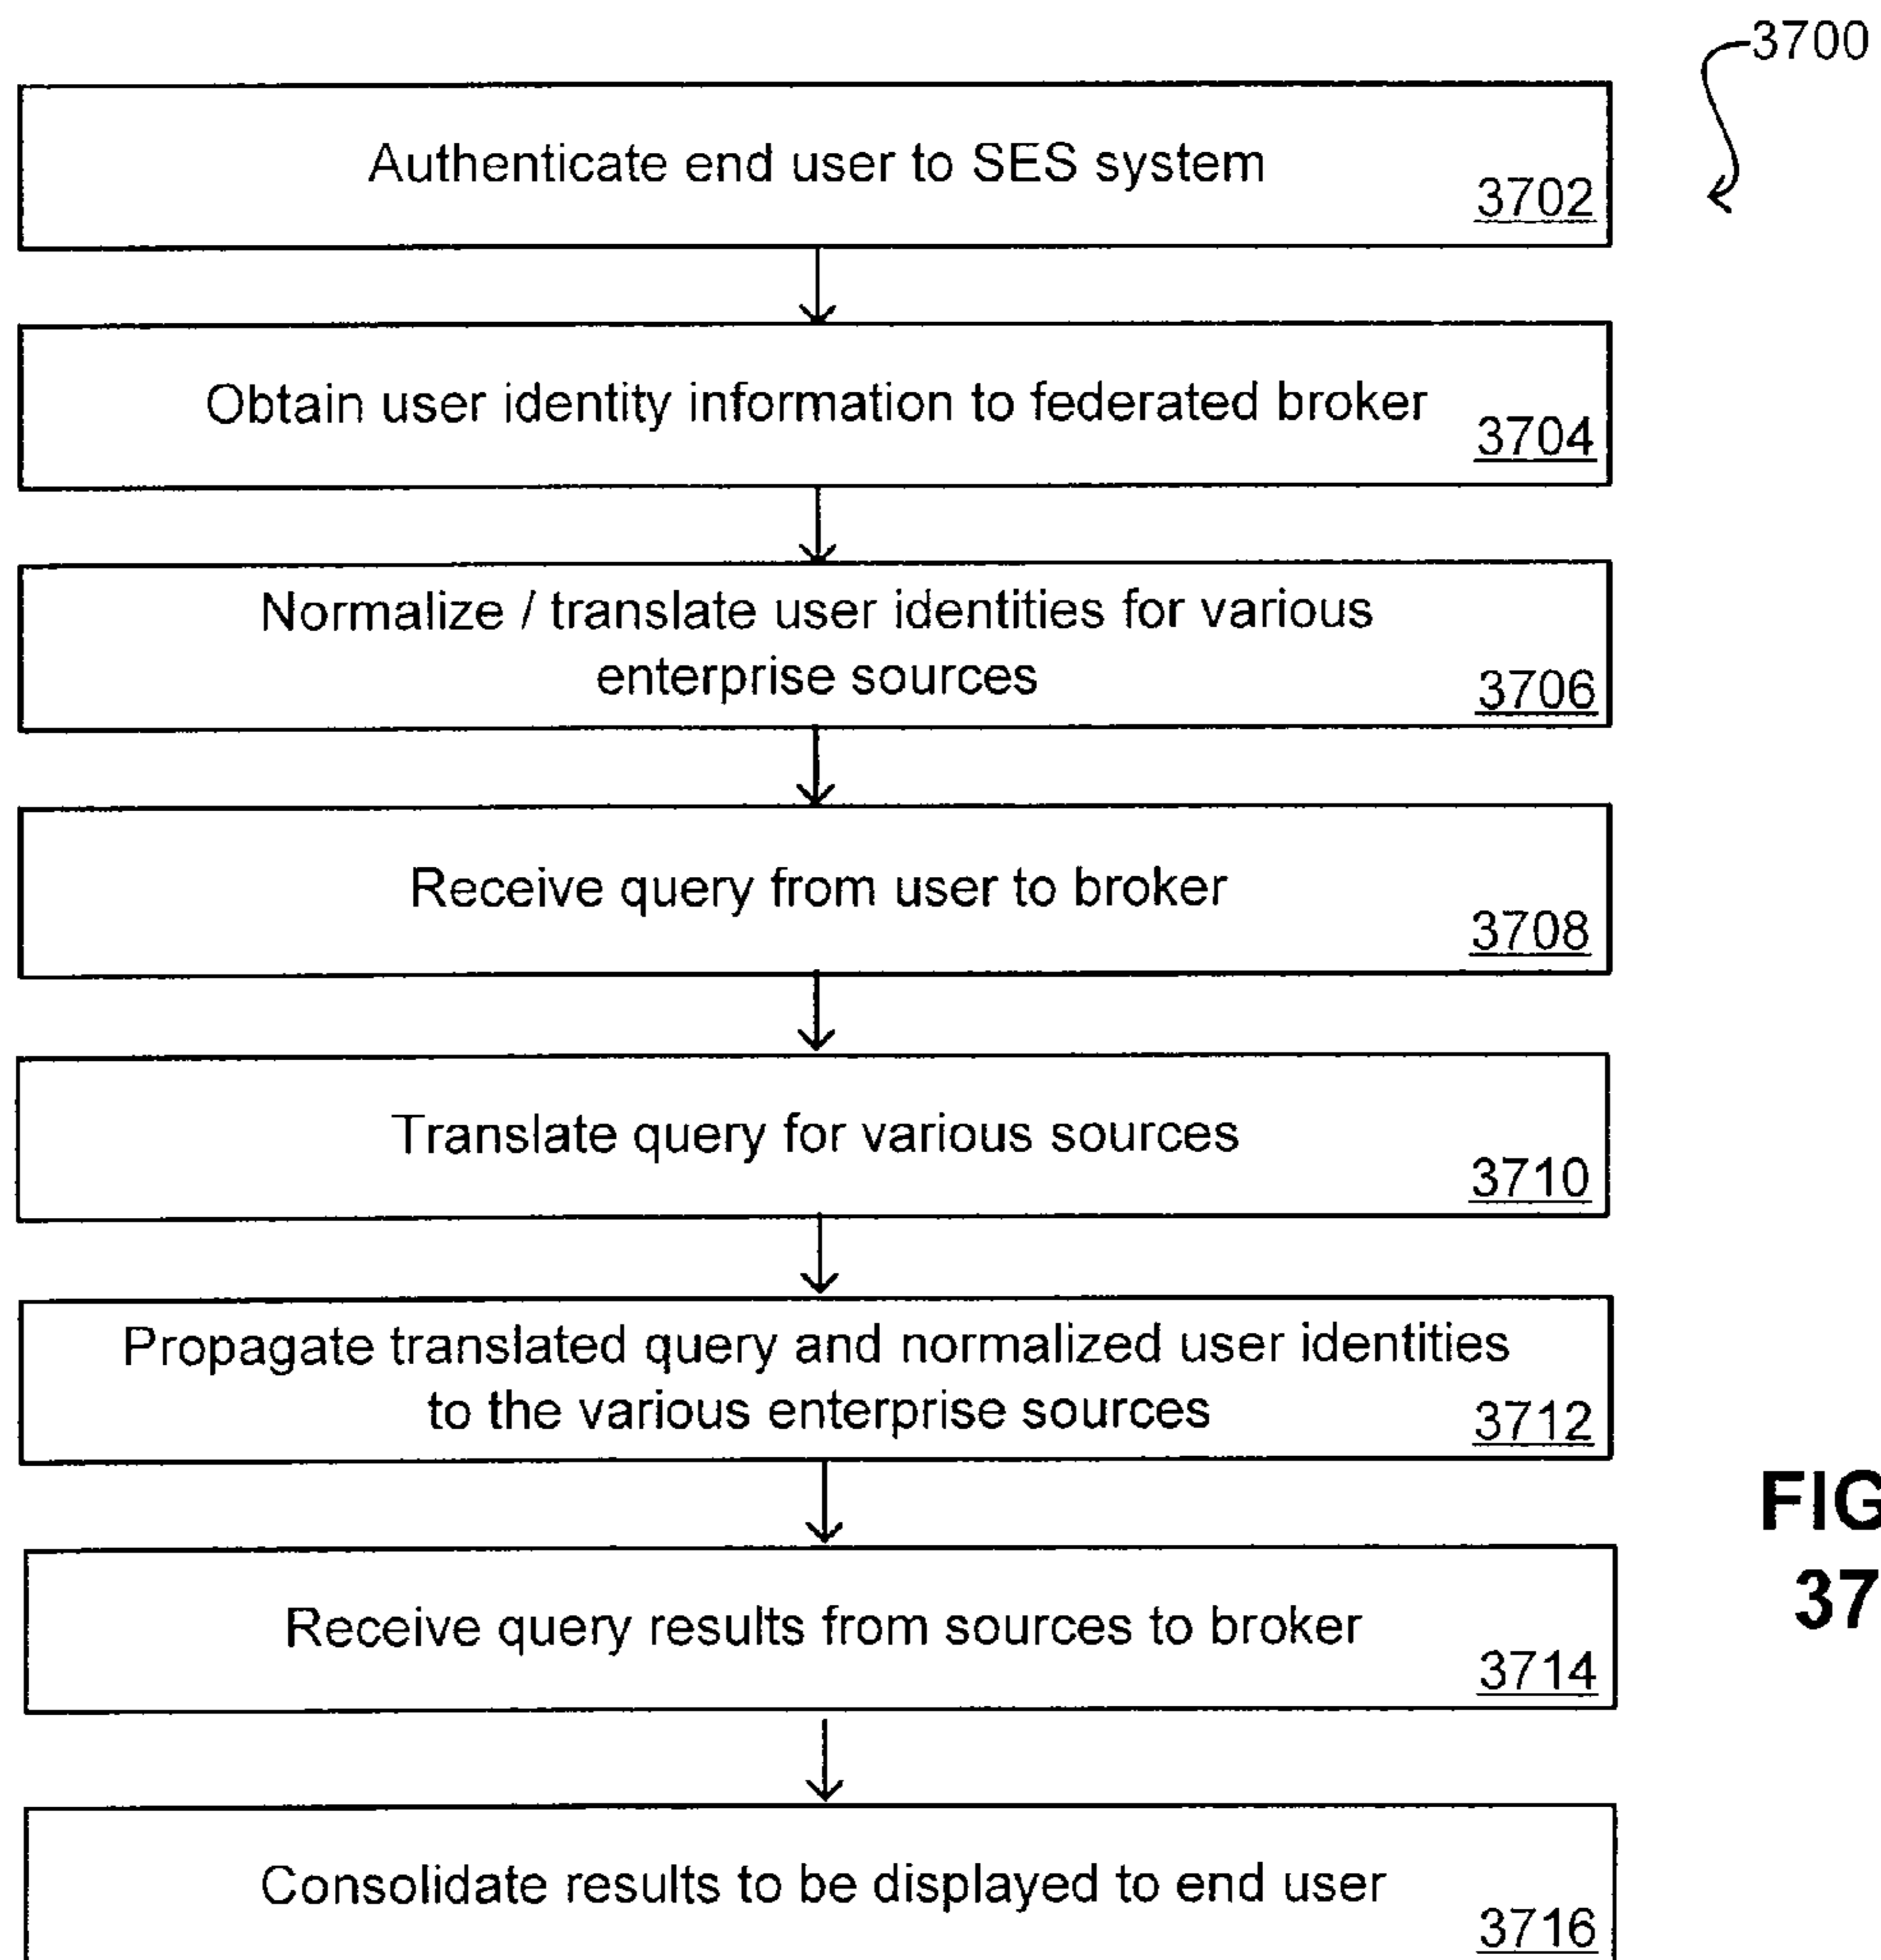 3700
Authenticate end user to SES system
3702
Obtain user identity information to federated broker
3704
Normalize / translate user identities for various
enterprise sources
3706
Receive query from user to broker
3708
Translate query for various sources
3710
Propagate translated query and normalized user identities
to the various enterprise sources
3712
Receive query results from sources to broker
3714
Consolidate results to be displayed to end user
3716
FIG
37